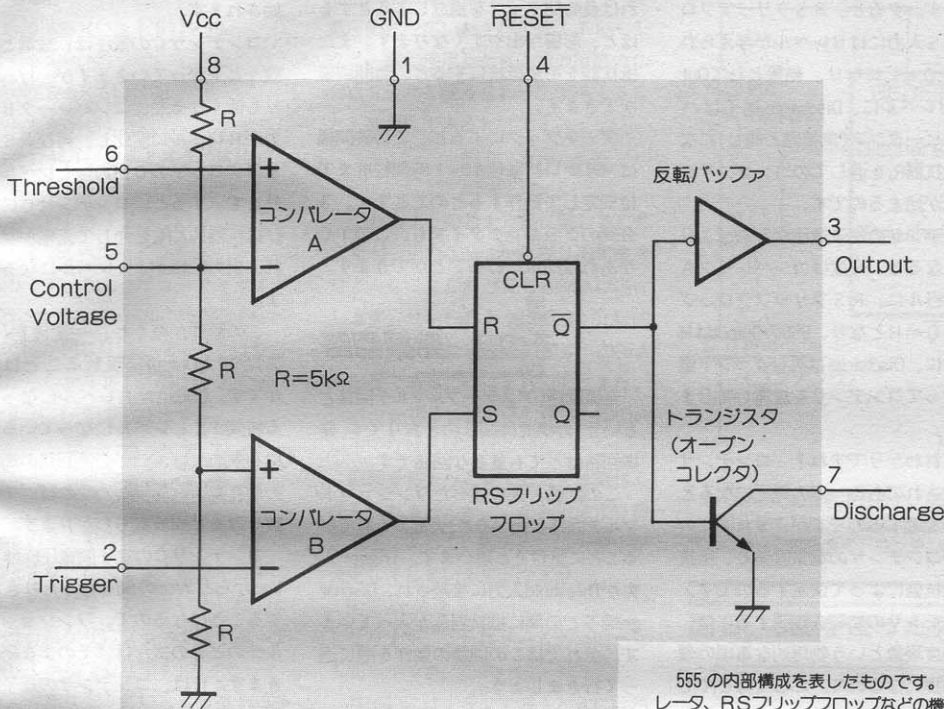 Vcc
GND
RESET
8
1
4
R
6
Threshold
+
コンパレータ
A
反転バッファ
3
Output
5
Control
Voltage
−
CLR
R
Q
R
R=5kΩ
S
Q
トランジスタ
(オープン
コレクタ)
+
コンパレータ
B
RSフリップ
フロップ
7
Discharge
2
Trigger
−
R
555の内部構成を表したものです。
レータ、RSフリップフロップなどの機